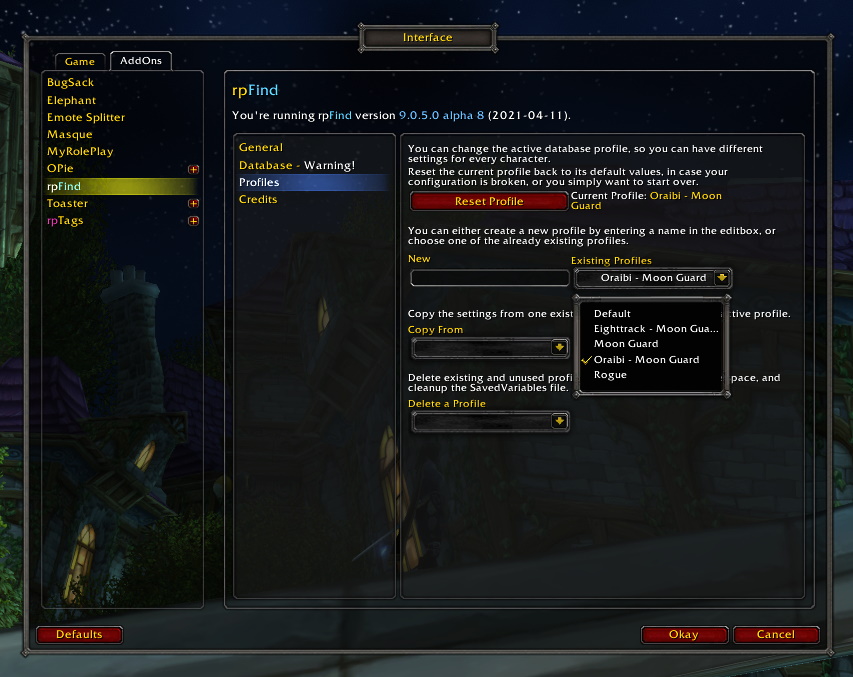 Interface
Game
AddOns
BugSack
Elephant
Emote Splitter
Masque
MyRolePlay
OPie
rpFind
Toaster
rpTags
rpFind
You're running rpFind version 9.0.5.0 alpha 8 (2021-04-11).
General
Database - Warning!
Profiles
Credits
You can change the active database profile, so you can have different
settings for every character.
Reset the current profile back to its default values, in case your
configuration is broken, or you simply want to start over.
Reset Profile
Current Profile: Oraibi - Moon
Guard
You can either create a new profile by entering a name in the editbox, or
choose one of the already existing profiles.
New
Existing Profiles
Oraibi - Moon Guard
Default
Eighttrack - Moon Gua...
Moon Guard
Oraibi - Moon Guard
Rogue
Copy the settings from one exist
ctive profile.
Copy From
Delete existing and unused profi
pace, and
cleanup the SavedVariables file.
Delete a Profile
Defaults
Okay
Cancel